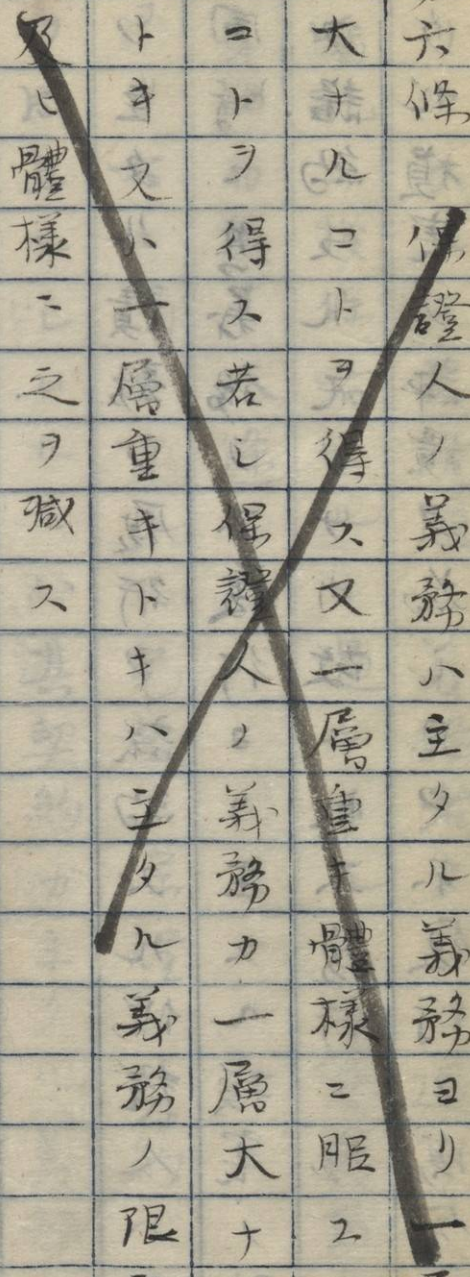 六條保證人ノ義務ハ主タル義務ヨリ一
大ナルコトヲ得ス又一層重キ體樣ニ服ス
コトヲ得ス若シ保證人ノ義務カ一層大ナ
トキ又ハ一層重キトキハ主タル義務ノ限
及ヒ體樣ニ之ヲ減ス